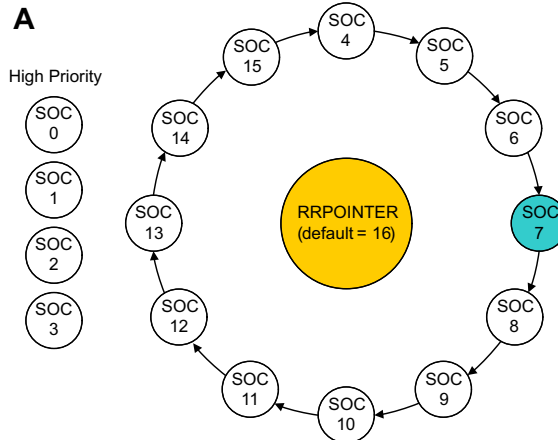 A
High Priority
SOC
0
SOC
1
SOC
2
SOC
3
SOC
4
SOC
5
SOC
6
SOC
7
SOC
8
SOC
9
SOC
10
SOC
11
SOC
12
SOC
13
SOC
14
SOC
15
RRPOINTER
(default = 16)